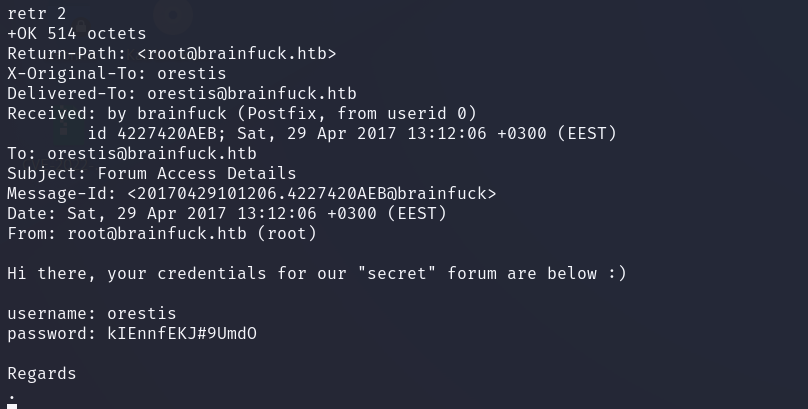 retr 2
+OK 514 octets
Return-Path: <root@brainfuck.htb>
X-Original-To: orestis
Delivered-To: orestis@brainfuck.htb
Received: by brainfuck (Postfix, from userid 0)
        id 4227420AEB; Sat, 29 Apr 2017 13:12:06 +0300 (EEST)
To: orestis@brainfuck.htb
Subject: Forum Access Details
Message-Id: <20170429101206.4227420AEB@brainfuck>
Date: Sat, 29 Apr 2017 13:12:06 +0300 (EEST)
From: root@brainfuck.htb (root)

Hi there, your credentials for our "secret" forum are below :)

username: orestis
password: kIEnnfEKJ#9UmdO

Regards
.